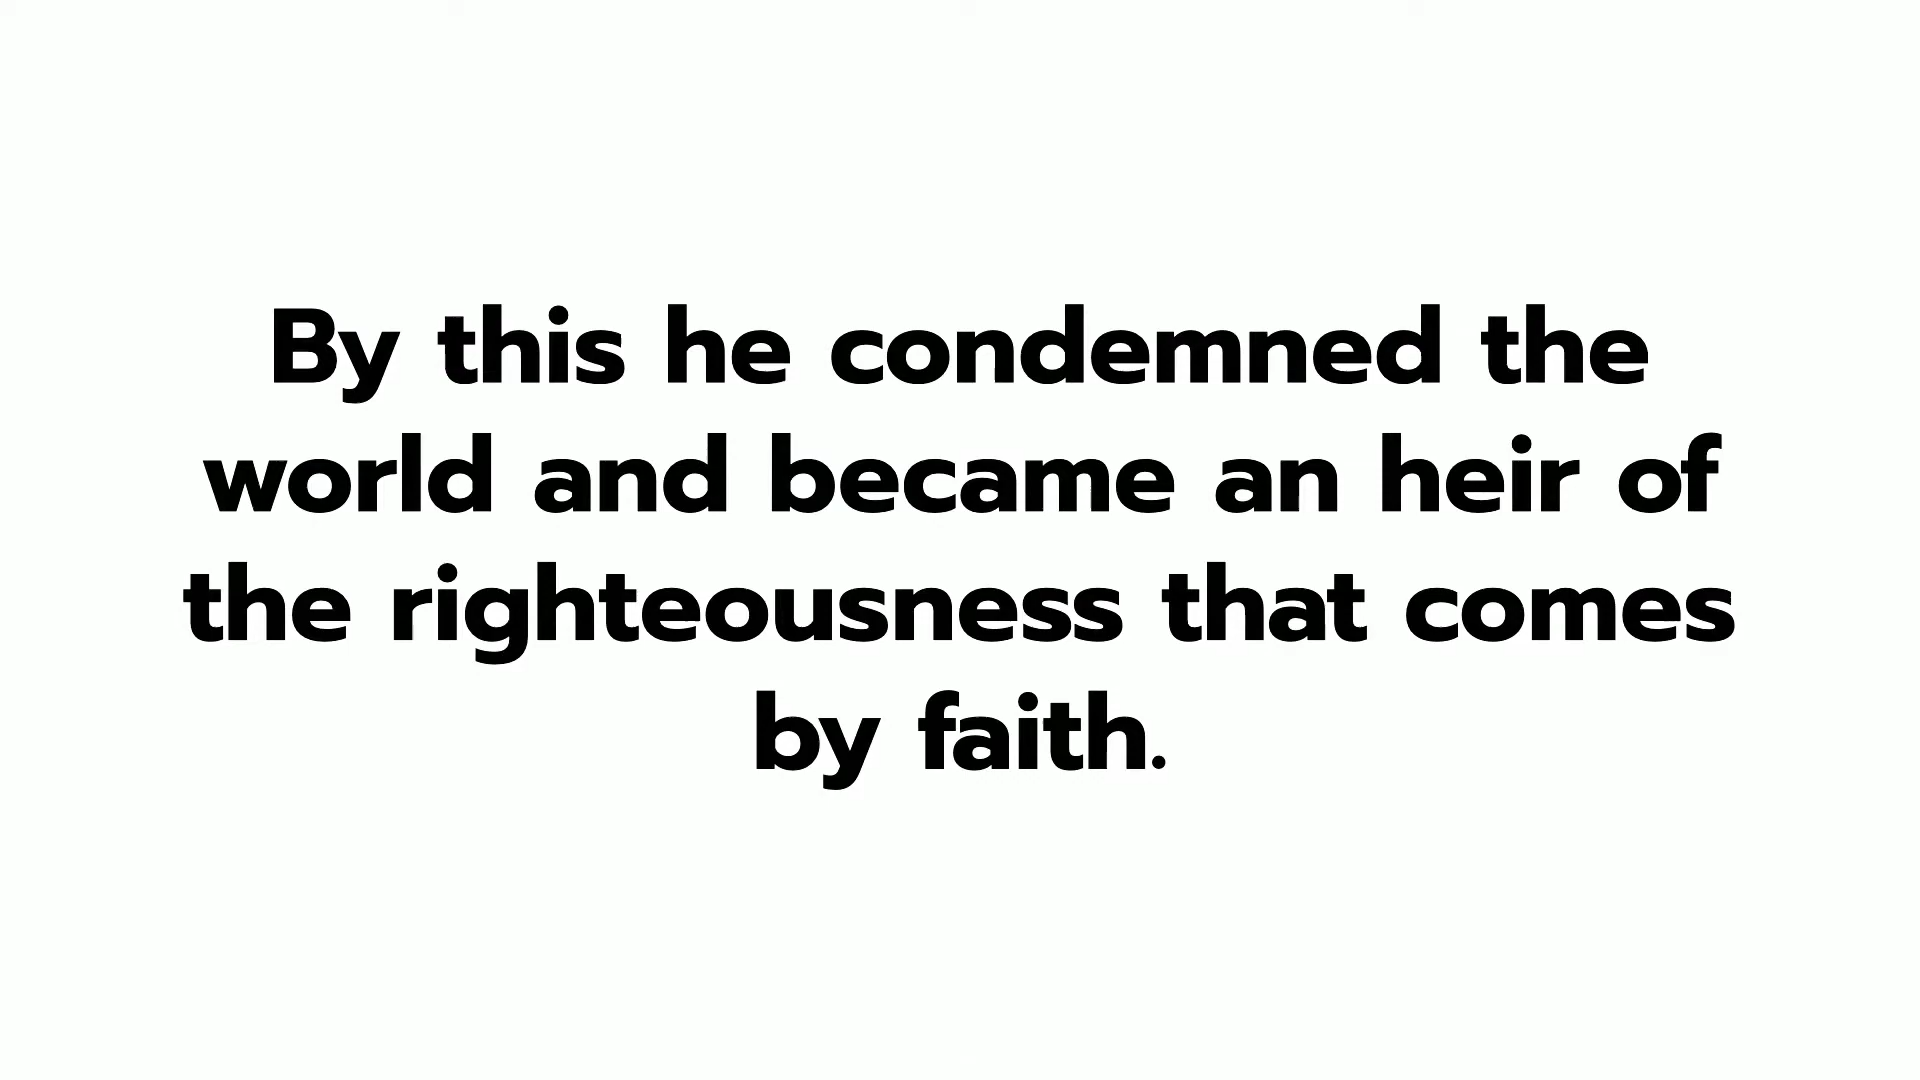 By this he condemned the
world and became an heir of
the righteousness that comes
by faith.